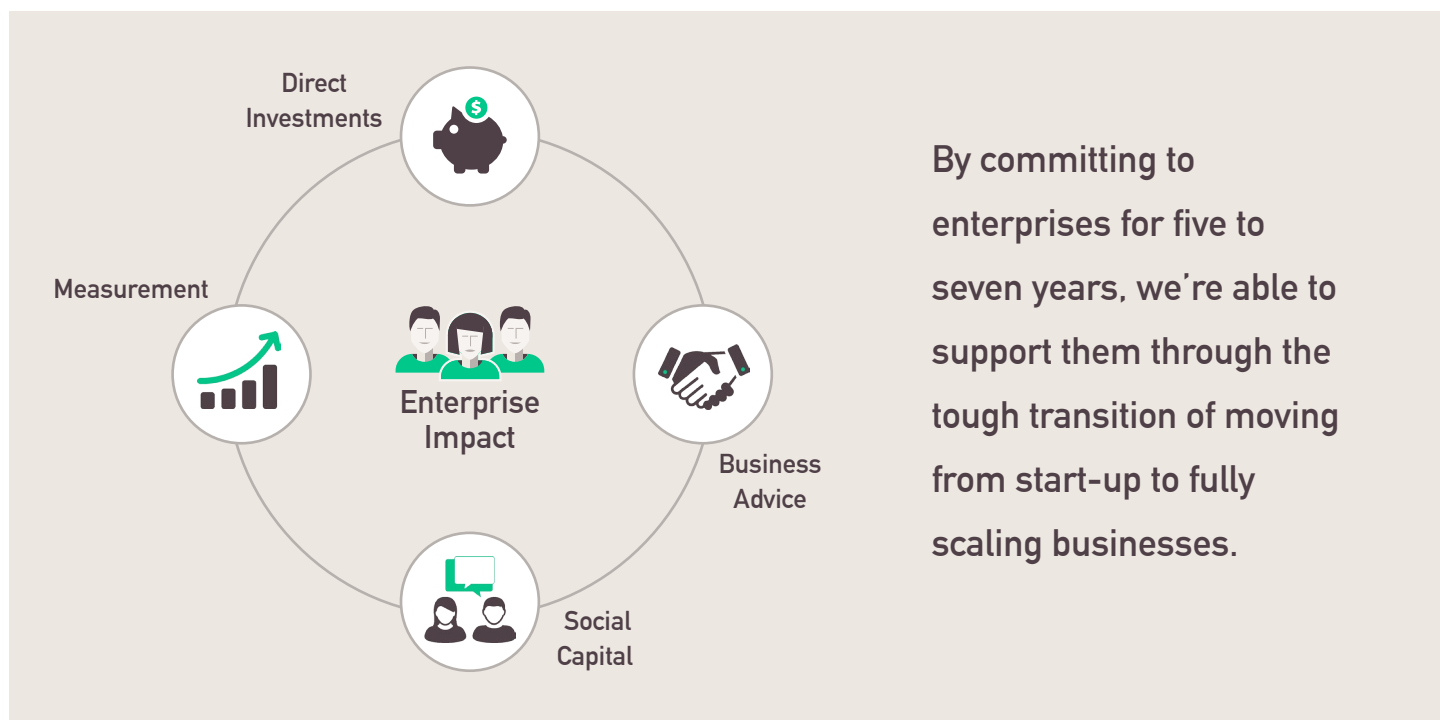 Direct
Investments
$
Measurement
Enterprise
Impact
Business
Advice
Social
Capital
By committing to
enterprises for five to
seven years, we're able to
support them through the
tough transition of moving
from start-up to fully
scaling businesses.